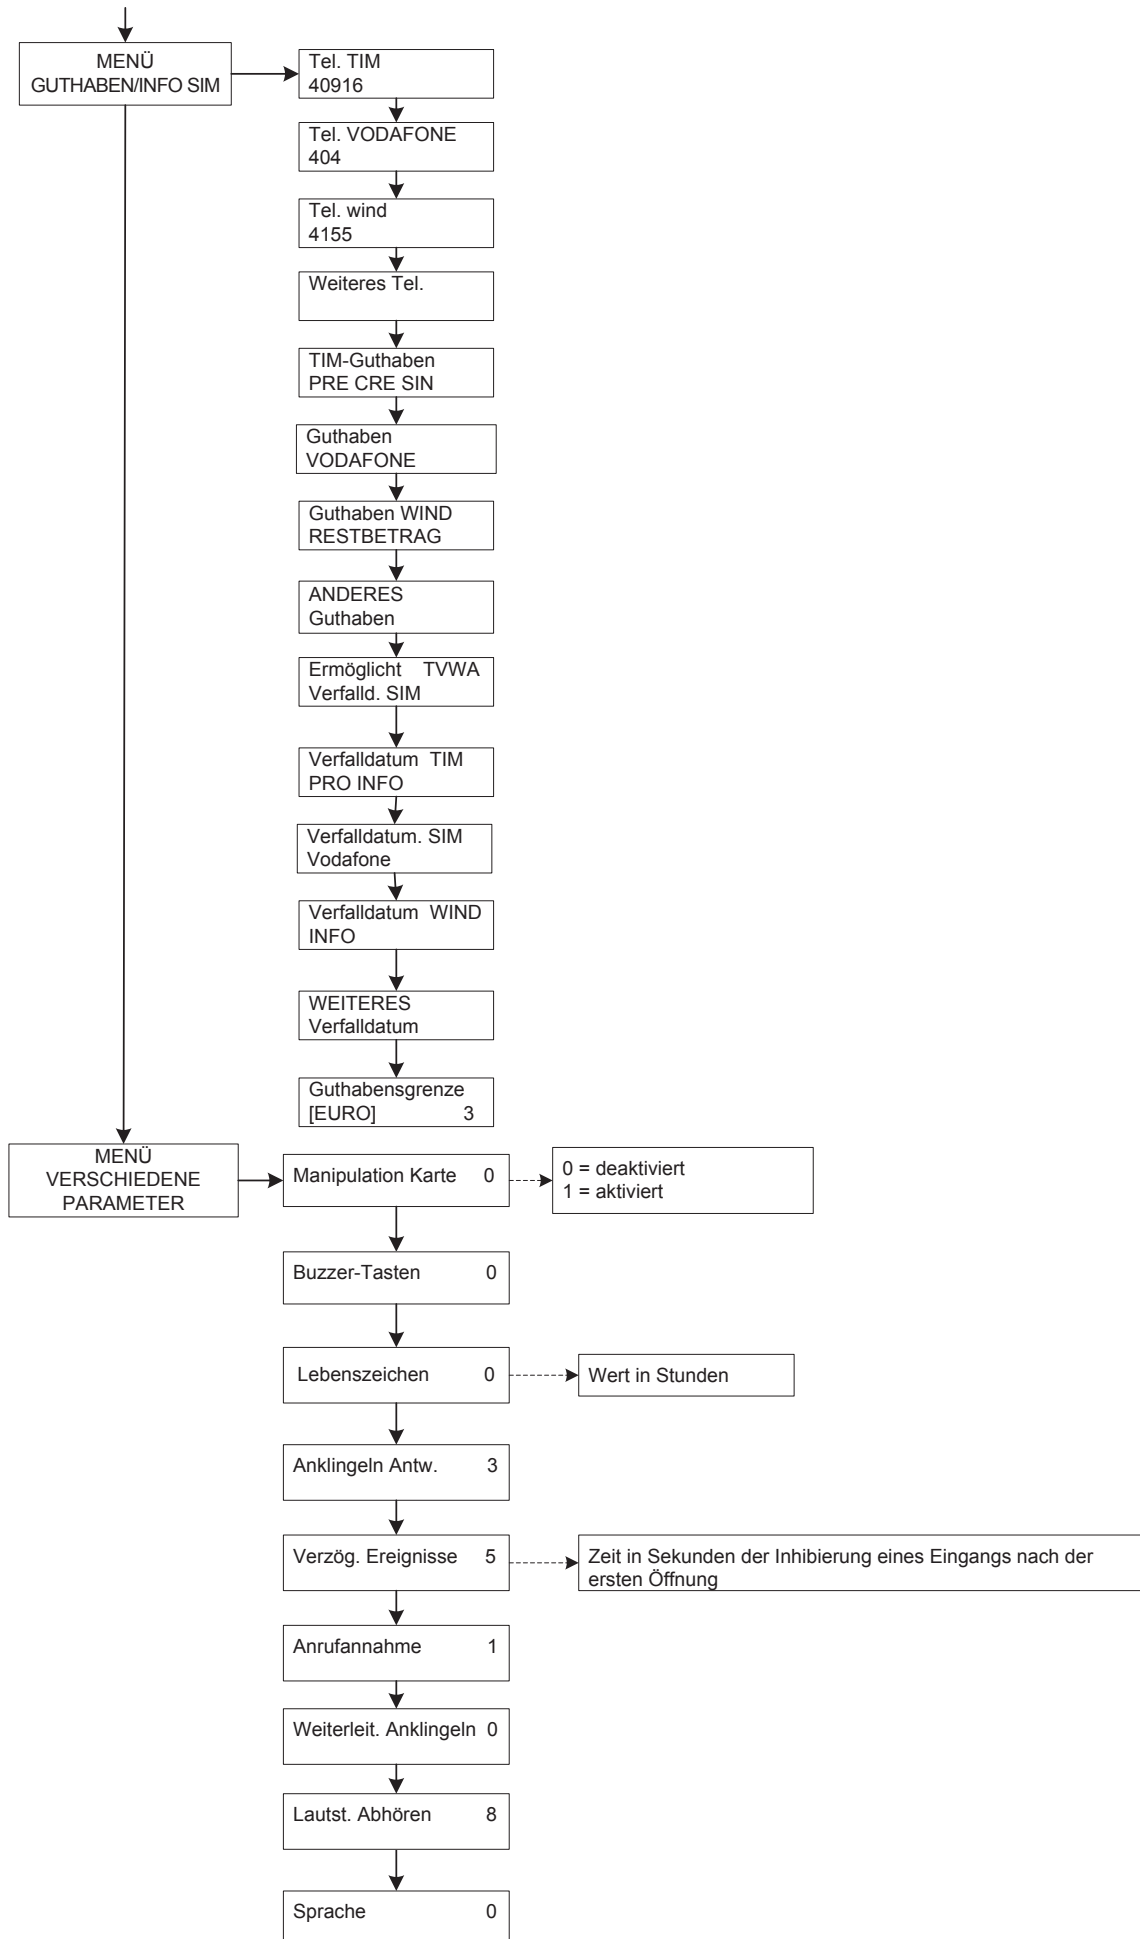 MENÜ
GUTHABEN/INFO SIM
Tel. TIM
40916
Tel. VODAFONE
404
Tel. wind
4155
Weiteres Tel.
TIM-Guthaben
PRE CRE SIN
Guthaben
VODAFONE
Guthaben WIND
RESTBETRAG
ANDERES
Guthaben
Ermöglicht TVWA
Verfalld. SIM
Verfalldatum TIM
PRO INFO
Verfalldatum. SIM
Vodafone
Verfalldatum WIND
INFO
WEITERES
Verfalldatum
Guthabensgrenze
[EURO] 3
MENÜ
VERSCHIEDENE
PARAMETER
Manipulation Karte 0
0 = deaktiviert
1 = aktiviert
Buzzer-Tasten 0
Lebenszeichen 0
Wert in Stunden
Anklingeln Antw. 3
Verzög. Ereignisse 5
Zeit in Sekunden der Inhibierung eines Eingangs nach der
ersten Öffnung
Anrufannahme 1
Weiterleit. Anklingeln 0
Lautst. Abhören 8
Sprache 0